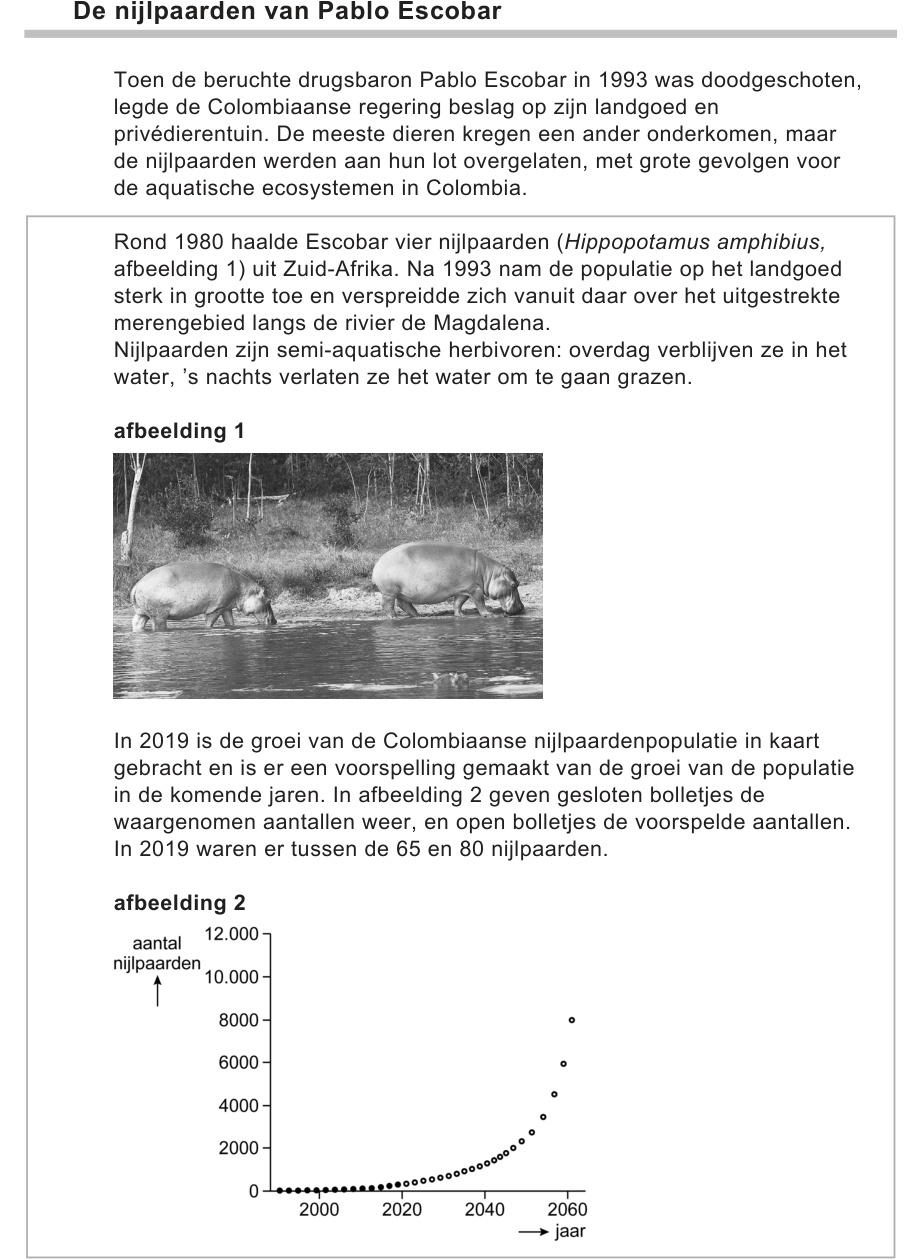 De nijlpaarden van Pablo Escobar
Toen de beruchte drugsbaron Pablo Escobar in 1993 was doodgeschoten,
legde de Colombiaanse regering beslag op zijn landgoed en
privédierentuin. De meeste dieren kregen een ander onderkomen, maar
de nijlpaarden werden aan hun lot overgelaten, met grote gevolgen voor
de aquatische ecosystemen in Colombia.
Rond 1980 haalde Escobar vier nijlpaarden (Hippopotamus amphibius,
afbeelding 1) uit Zuid-Afrika. Na 1993 nam de populatie op het landgoed
sterk in grootte toe en verspreidde zich vanuit daar over het uitgestrekte
merengebied langs de rivier de Magdalena.
Nijlpaarden zijn semi-aquatische herbivoren: overdag verblijven ze in het
water, ’s nachts verlaten ze het water om te gaan grazen.
afbeelding 1
In 2019 is de groei van de Colombiaanse nijlpaardenpopulatie in kaart
gebracht en is er een voorspelling gemaakt van de groei van de populatie
in de komende jaren. In afbeelding 2 geven gesloten bolletjes de
waargenomen aantallen weer, en open bolletjes de voorspelde aantallen.
In 2019 waren er tussen de 65 en 80 nijlpaarden.
afbeelding 2
aantal
nijlpaarden
12.000
10.000
8000
6000
4000
2000
0
2000 2020 2040 2060
jaar